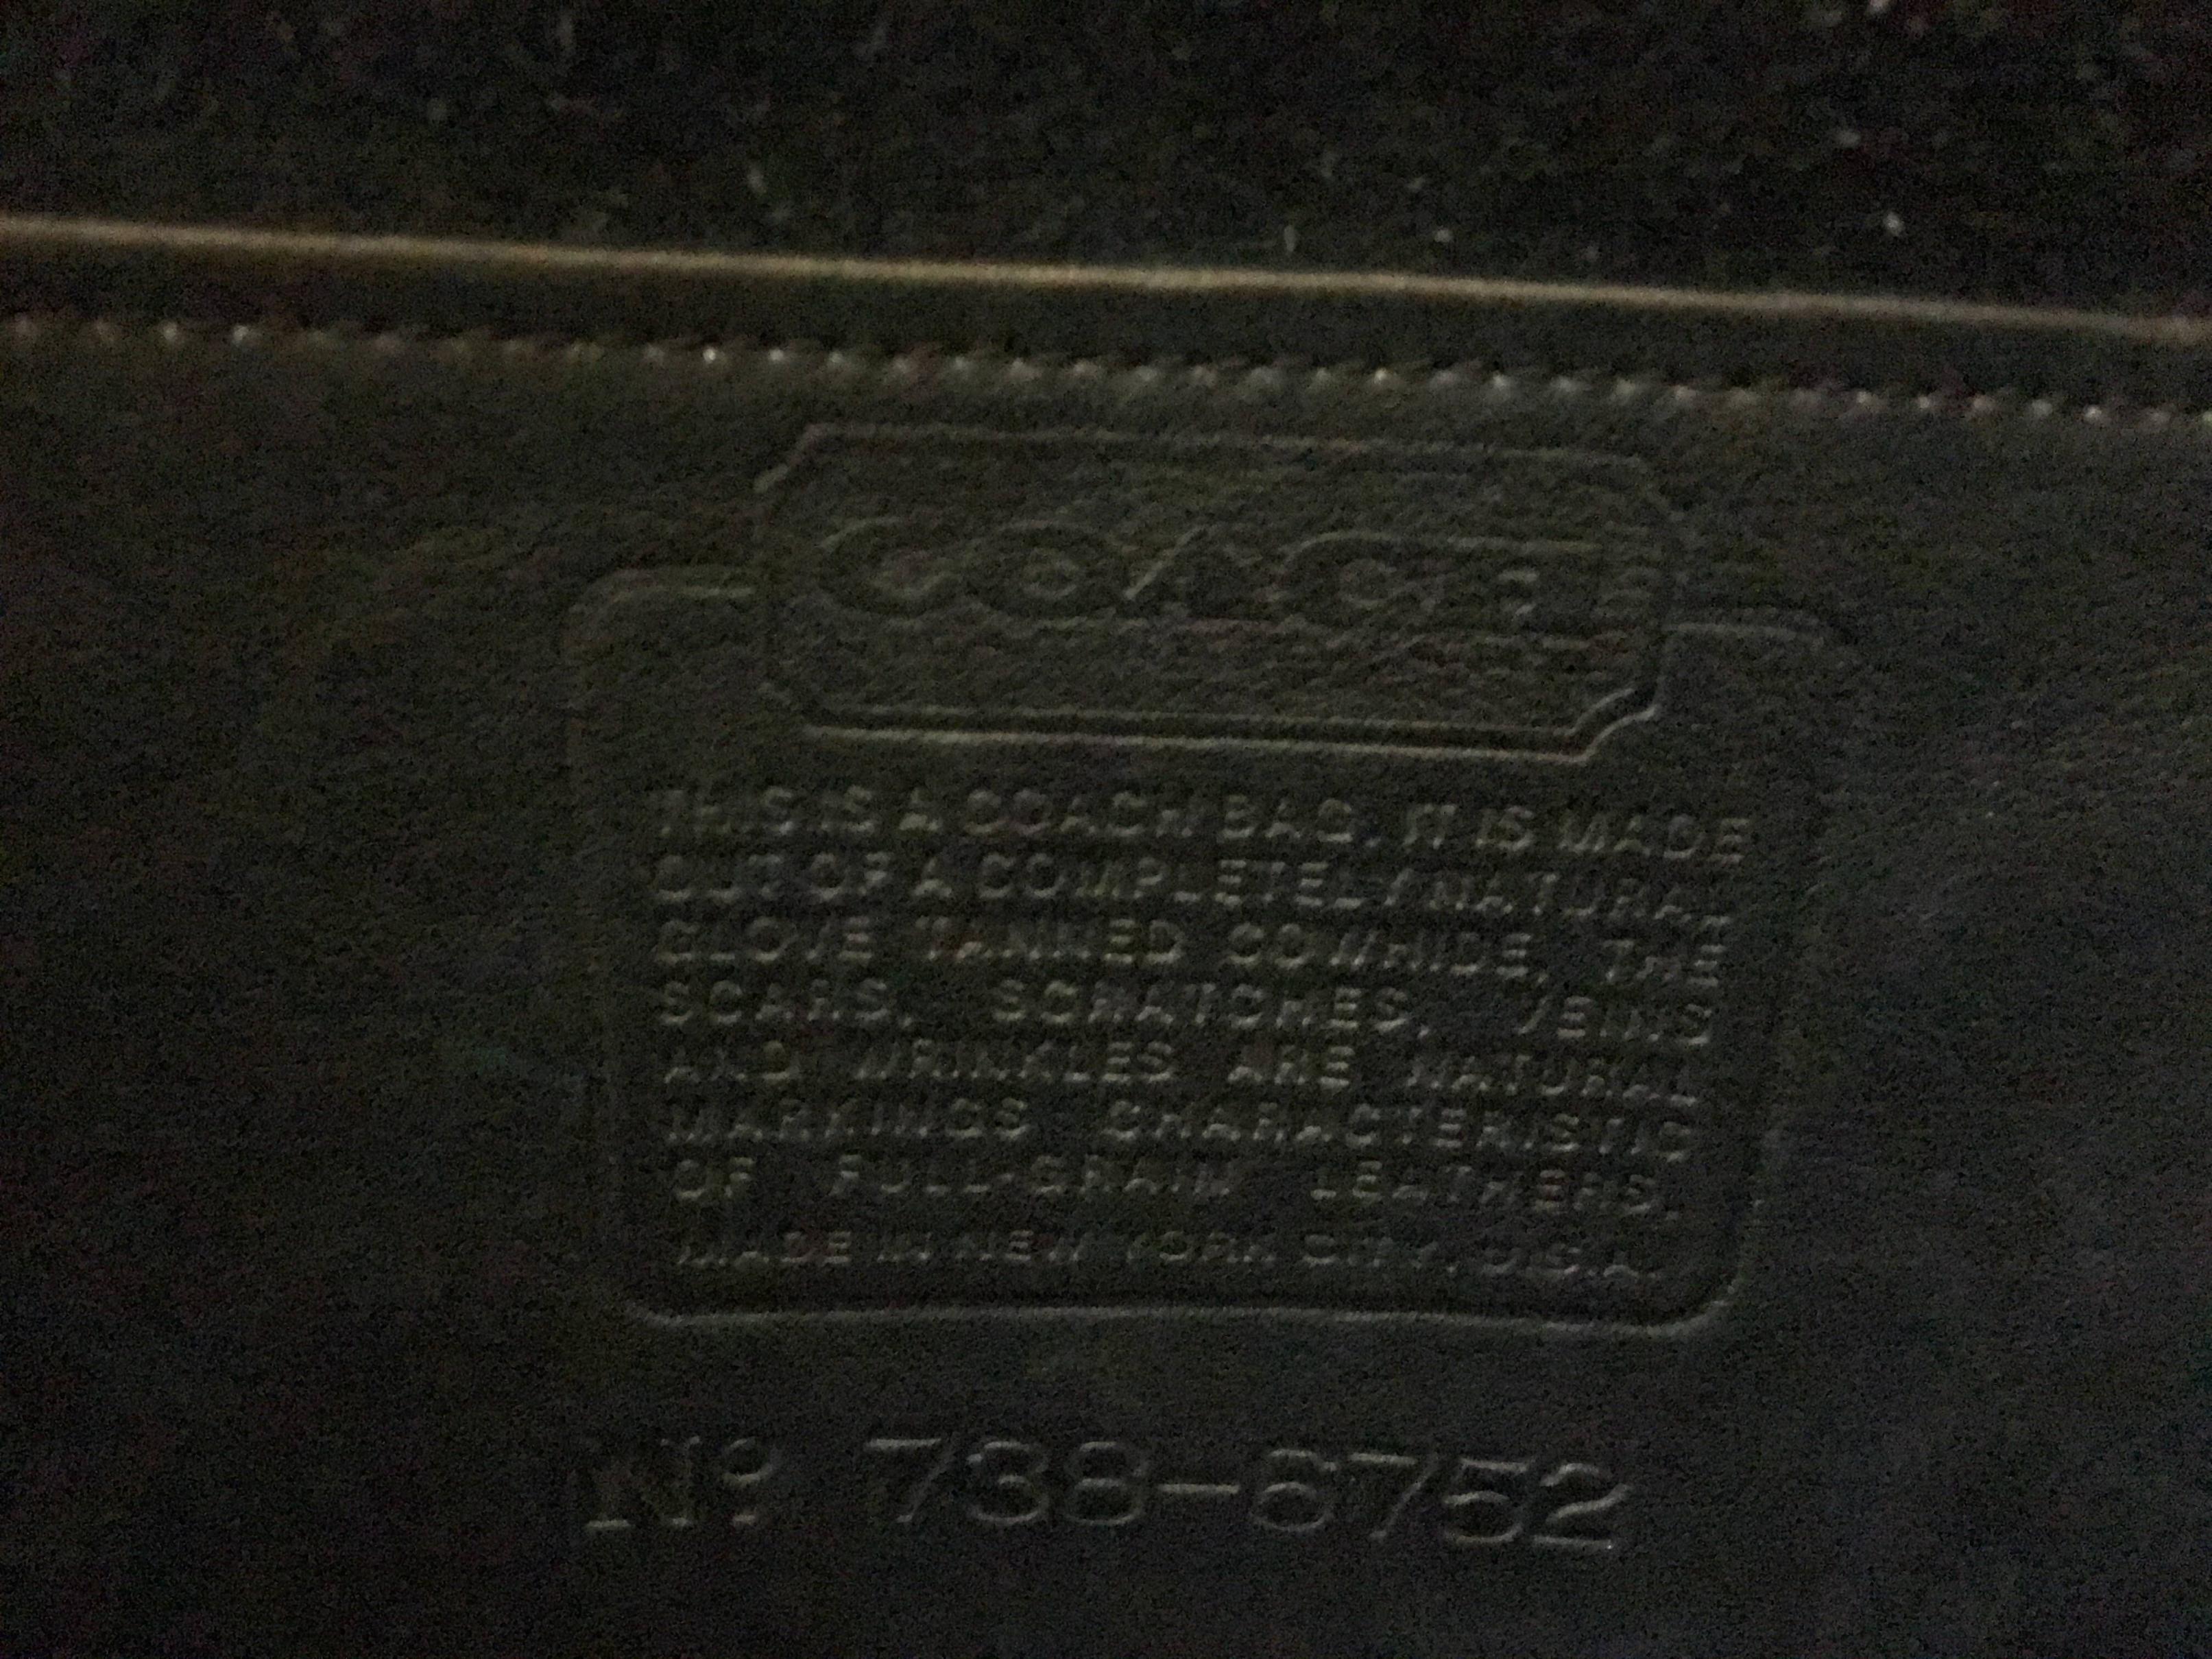 COACH
THIS IS A COACH BAG. IT IS MADE
OUT OF A COMPLETELY NATURAL
GLOVE TANNED COWHIDE, THE
SCARS, SCRATCHES, VEINS
AND WRINKLES ARE NATURAL
MARKINGS CHARACTERISTIC
OF FULL-GRAIN LEATHERS.
MADE IN NEW YORK CITY, U.S.A.
Nº 738-6752